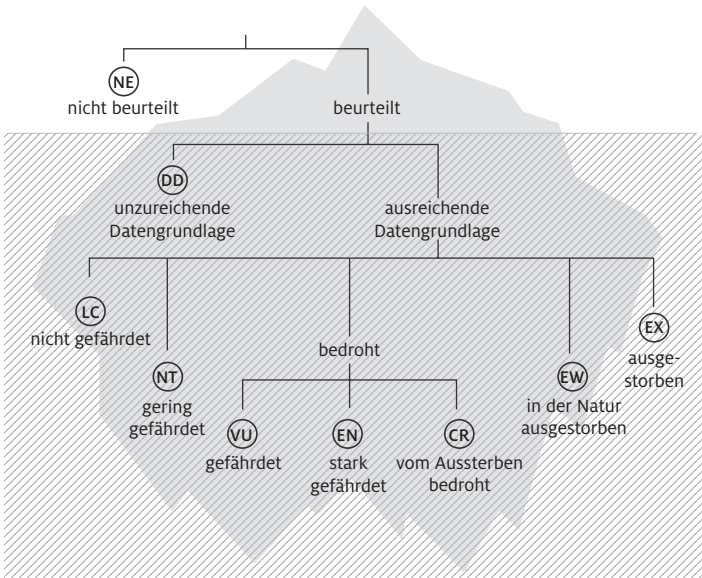 NE
nicht beurteilt
beurteilt
DD
unzureichende
Datengrundlage
ausreichende
Datengrundlage
LC
nicht gefährdet
NT
gering
gefährdet
bedroht
VU
gefährdet
EN
stark
gefährdet
CR
vom Aussterben
bedroht
EW
in der Natur
ausgestorben
EX
ausge-
storben